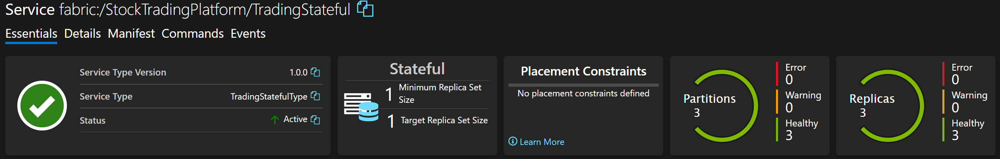 Service fabric:/StockTradingPlatform/TradingStateful
Essentials Details Manifest Commands Events
Service Type Version 1.0.0
Service Type TradingStatefulType
Status Active
Stateful
1 Minimum Replica Set
Size
1 Target Replica Set Size
Placement Constraints
No placement constraints defined
Learn More
Partitions
3
Error
0
Warning
0
Healthy
3
Replicas
3
Error
0
Warning
0
Healthy
3